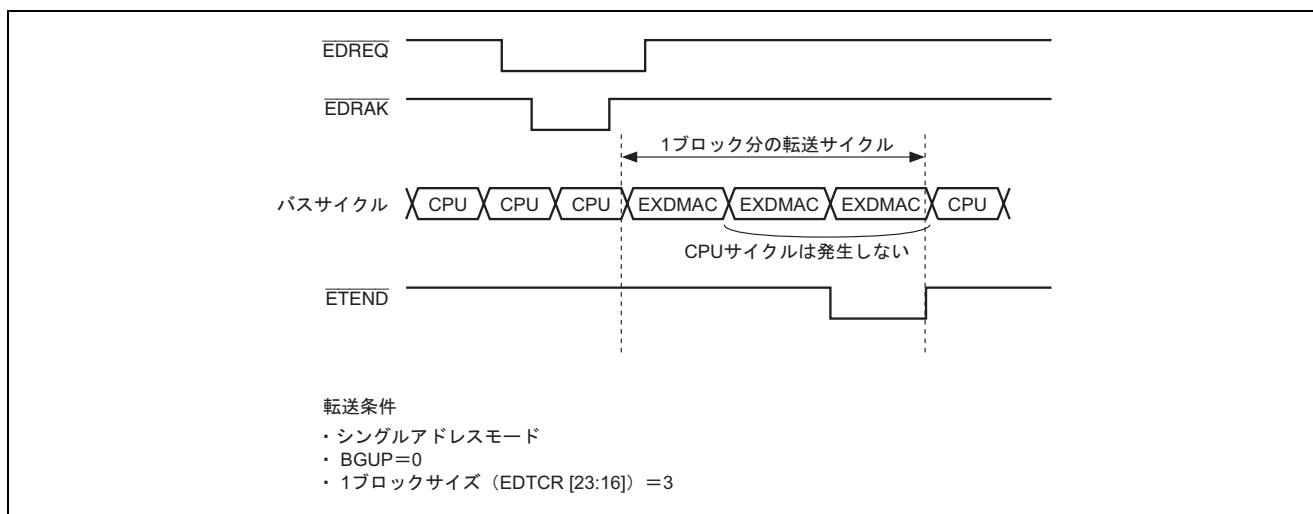 EDREQ
EDRAK
1ブロック分の転送サイクル
バスサイクル CPU CPU CPU EXDMAC EXDMAC EXDMAC CPU
CPUサイクルは発生しない
ETEND
転送条件
・シングルアドレスモード
・ BGUP=0
・ 1ブロックサイズ（EDTCR [23:16]）=3